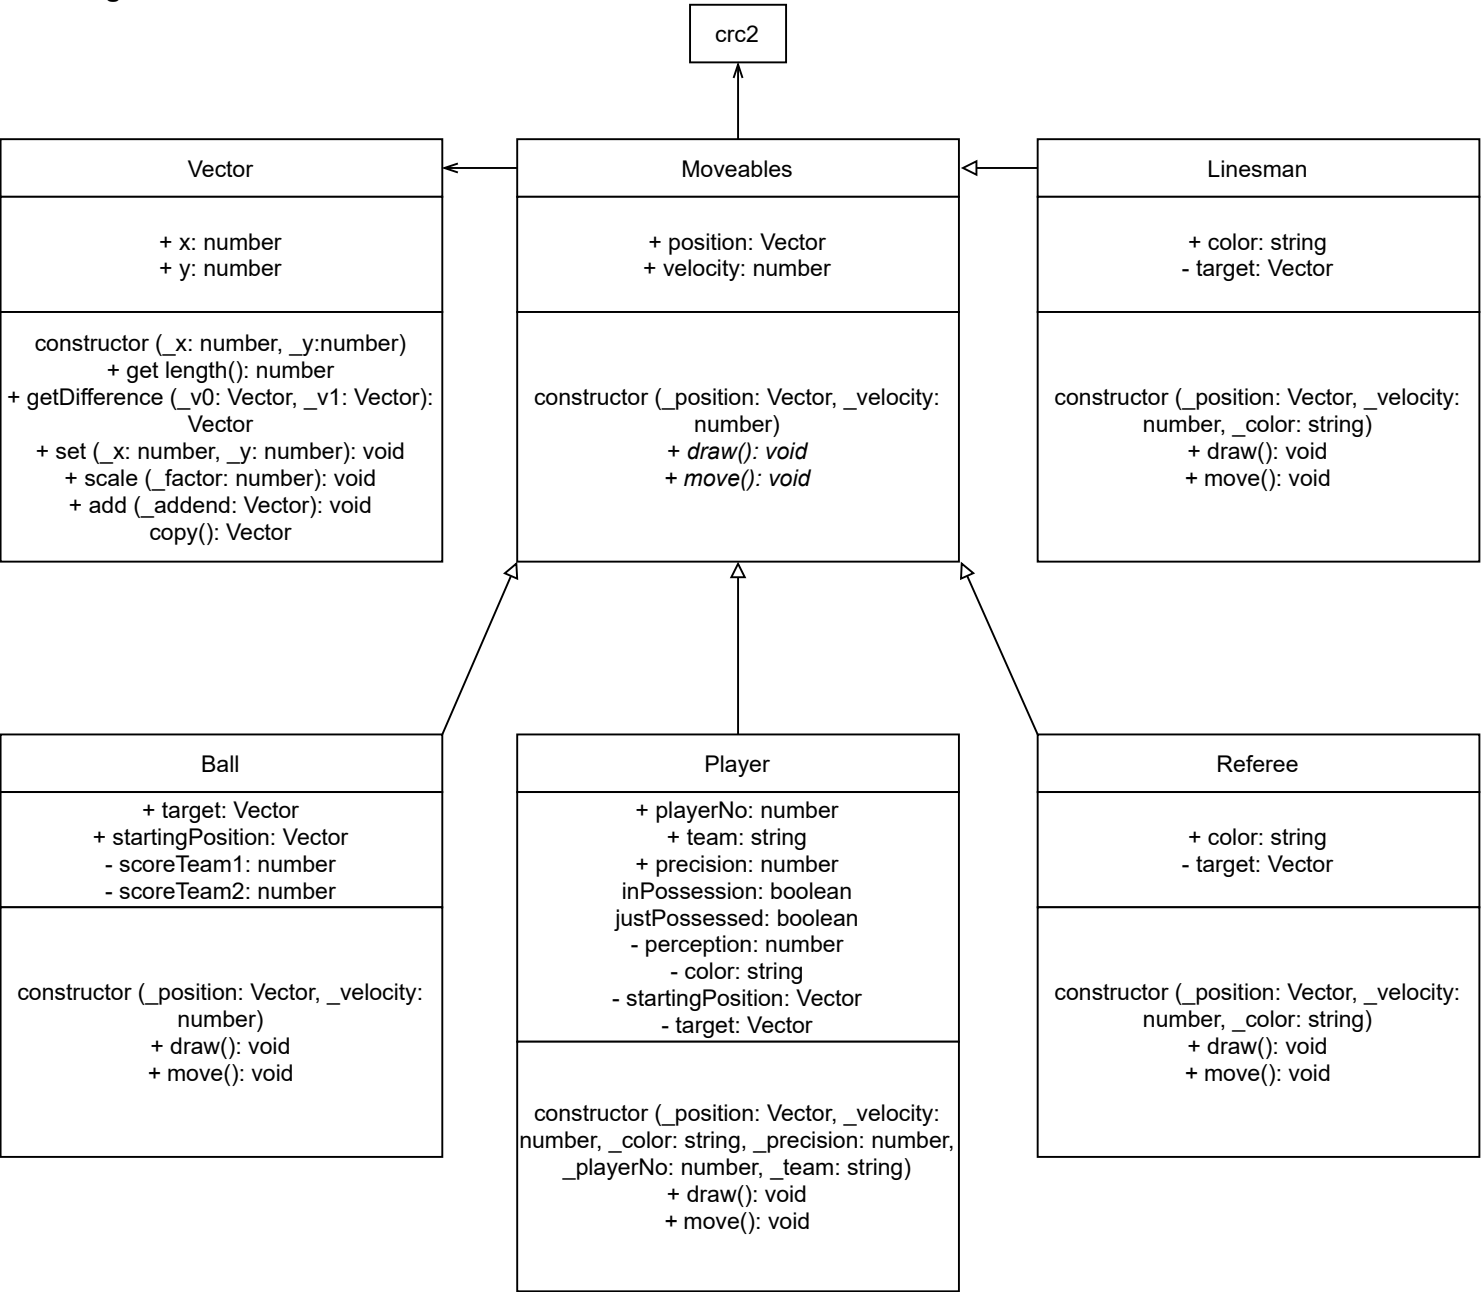 crc2
Vector
+ x: number
+ y: number
constructor (_x: number, _y:number)
+ get length(): number
+ getDifference (_v0: Vector, _v1: Vector):
Vector
+ set (_x: number, _y: number): void
+ scale (_factor: number): void
+ add (_addend: Vector): void
copy(): Vector
Moveables
+ position: Vector
+ velocity: number
constructor (_position: Vector, _velocity:
number)
+ draw(): void
+ move(): void
Linesman
+ color: string
- target: Vector
constructor (_position: Vector, _velocity:
number, _color: string)
+ draw(): void
+ move(): void
Ball
+ target: Vector
+ startingPosition: Vector
- scoreTeam1: number
- scoreTeam2: number
constructor (_position: Vector, _velocity:
number)
+ draw(): void
+ move(): void
Player
+ playerNo: number
+ team: string
+ precision: number
inPossession: boolean
justPossessed: boolean
- perception: number
- color: string
- startingPosition: Vector
- target: Vector
constructor (_position: Vector, _velocity:
number, _color: string, _precision: number,
_playerNo: number, _team: string)
+ draw(): void
+ move(): void
Referee
+ color: string
- target: Vector
constructor (_position: Vector, _velocity:
number, _color: string)
+ draw(): void
+ move(): void